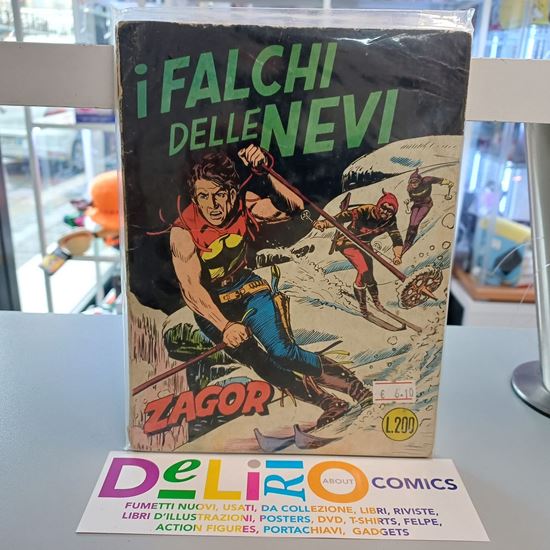 i FALCHI
DELLE NEVI
ZAGOR
€ 6.10
L.200
DeLiRiO ABOUT COMICS
FUMETTI NUOVI, USATI, DA COLLEZIONE, LIBRI, RIVISTE,
LIBRI D'ILLUSTRAZIONI, POSTERS, DVD, T-SHIRTS, FELPE,
ACTION FIGURES, PORTACHIAVI, GADGETS